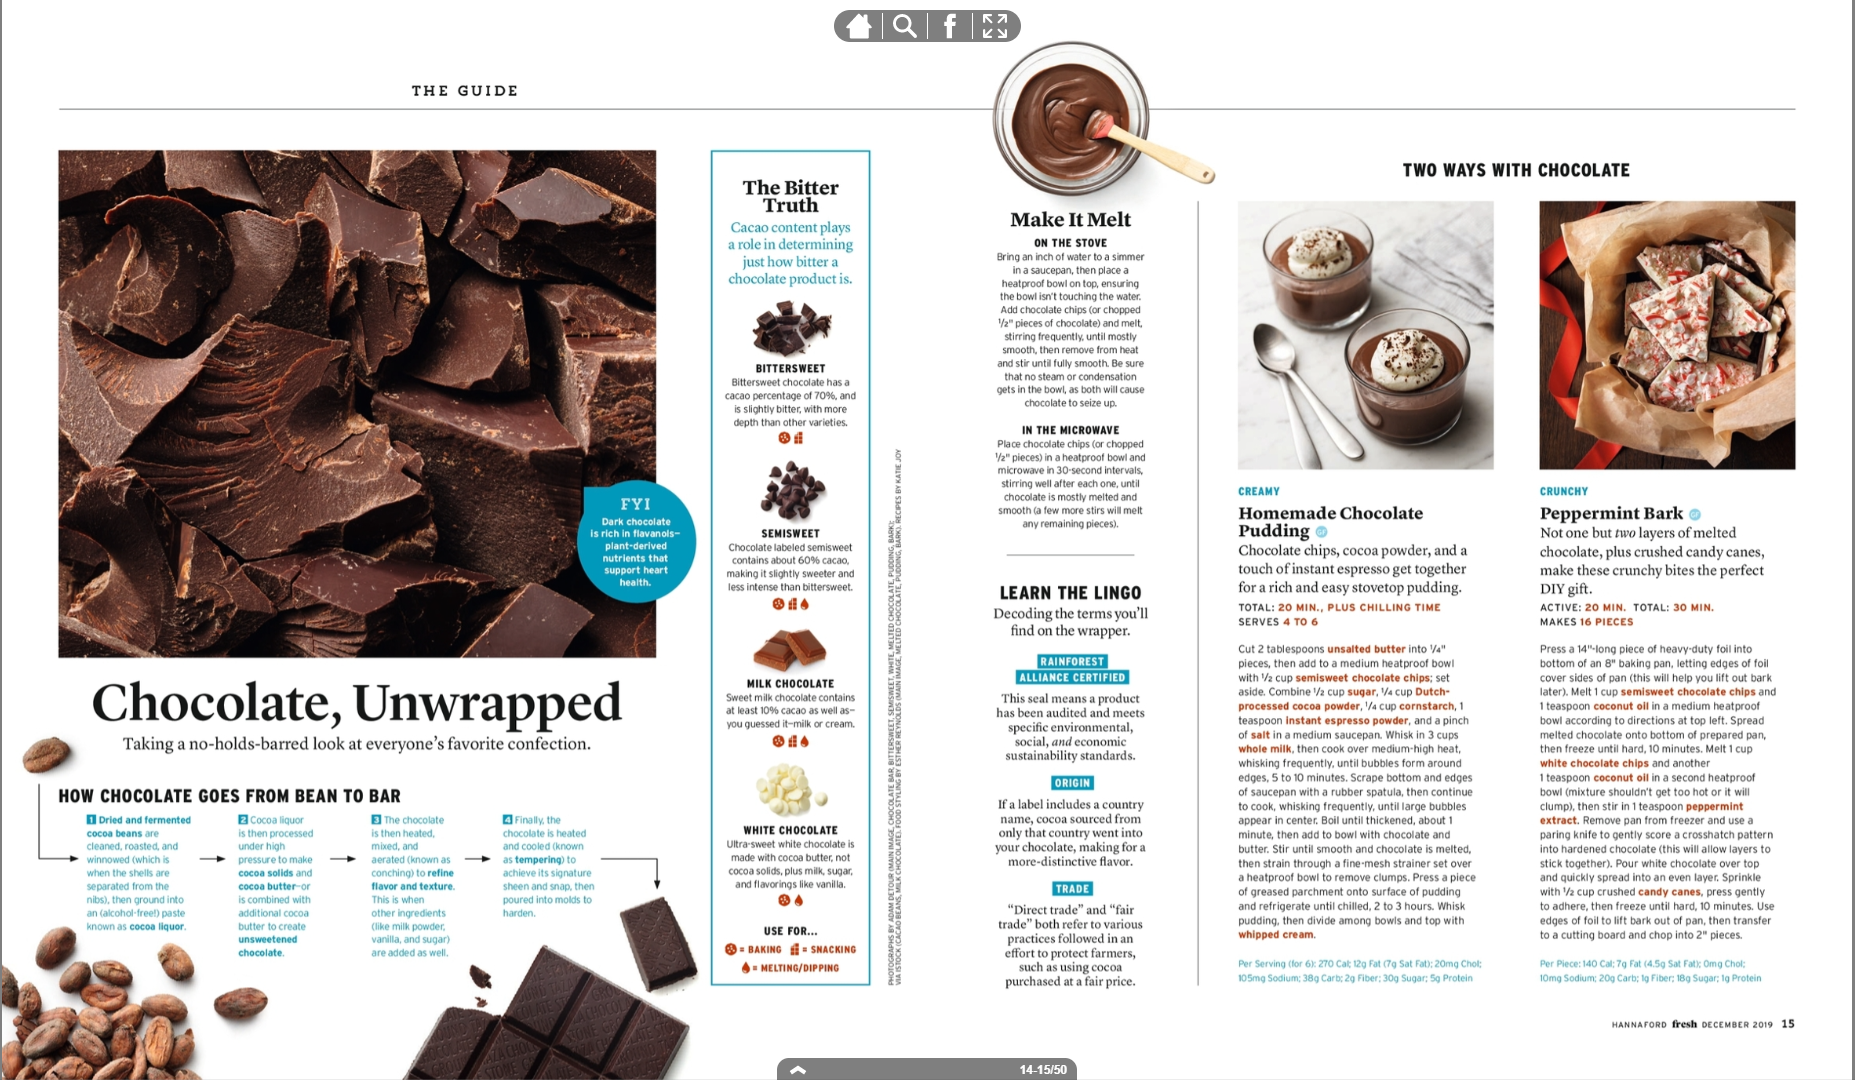 THE GUIDE
FYI
Dark chocolate
is rich in flavanols—
plant-derived
nutrients that
support heart
health.
Chocolate, Unwrapped
Taking a no-holds-barred look at everyone's favorite confection.
HOW CHOCOLATE GOES FROM BEAN TO BAR
1 Dried and fermented
cocoa beans are
cleaned, roasted, and
winnowed (which is
when the shells are
separated from the
nibs), then ground into
an (alcohol-free!) paste
known as cocoa liquor.
2 Cocoa liquor
is then processed
under high
pressure to make
cocoa solids and
cocoa butter—or
is combined with
additional cocoa
butter to create
unsweetened
chocolate.
3 The chocolate
is then heated,
mixed, and
aerated (known as
conching) to refine
flavor and texture.
This is when
other ingredients
(like milk powder,
vanilla, and sugar)
are added as well.
4 Finally, the
chocolate is heated
and cooled (known
as tempering) to
achieve its signature
sheen and snap, then
poured into molds to
harden.
The Bitter
Truth
Cacao content plays
a role in determining
just how bitter a
chocolate product is.
BITTERSWEET
Bittersweet chocolate has a
cacao percentage of 70%, and
is slightly bitter, with more
depth than other varieties.
SEMISWEET
Chocolate labeled semisweet
contains about 60% cacao,
making it slightly sweeter and
less intense than bittersweet.
MILK CHOCOLATE
Sweet milk chocolate contains
at least 10% cacao as well as—
you guessed it—milk or cream.
WHITE CHOCOLATE
Ultra-sweet white chocolate is
made with cocoa butter, not
cocoa solids, plus milk, sugar,
and flavorings like vanilla.
USE FOR...
= BAKING = SNACKING
= MELTING/DIPPING
PHOTOGRAPHS BY ADAM DETOUR (MAIN IMAGE, CHOCOLATE BAR, BITTERSWEET, SEMISWEET, WHITE, MELTED CHOCOLATE, PUDDING, BARK);
VIA ISTOCK (CACAO BEANS, MILK CHOCOLATE). FOOD STYLING BY ESTHER REYNOLDS (MAIN IMAGE, MELTED CHOCOLATE, PUDDING, BARK). RECIPES BY KATIE JOY
Make It Melt
ON THE STOVE
Bring an inch of water to a simmer
in a saucepan, then place a
heatproof bowl on top, ensuring
the bowl isn't touching the water.
Add chocolate chips (or chopped
1/2" pieces of chocolate) and melt,
stirring frequently, until mostly
smooth, then remove from heat
and stir until fully smooth. Be sure
that no steam or condensation
gets in the bowl, as both will cause
chocolate to seize up.
IN THE MICROWAVE
Place chocolate chips (or chopped
1/2" pieces) in a heatproof bowl and
microwave in 30-second intervals,
stirring well after each one, until
chocolate is mostly melted and
smooth (a few more stirs will melt
any remaining pieces).
LEARN THE LINGO
Decoding the terms you'll
find on the wrapper.
RAINFOREST
ALLIANCE CERTIFIED
This seal means a product
has been audited and meets
specific environmental,
social, and economic
sustainability standards.
ORIGIN
If a label includes a country
name, cocoa sourced from
only that country went into
your chocolate, making for a
more-distinctive flavor.
TRADE
"Direct trade" and "fair
trade" both refer to various
practices followed in an
effort to protect farmers,
such as using cocoa
purchased at a fair price.
TWO WAYS WITH CHOCOLATE
CREAMY
Homemade Chocolate
Pudding GF
Chocolate chips, cocoa powder, and a
touch of instant espresso get together
for a rich and easy stovetop pudding.
TOTAL: 20 MIN., PLUS CHILLING TIME
SERVES 4 TO 6
Cut 2 tablespoons unsalted butter into 1/4"
pieces, then add to a medium heatproof bowl
with 1/2 cup semisweet chocolate chips; set
aside. Combine 1/2 cup sugar, 1/4 cup Dutch-
processed cocoa powder, 1/4 cup cornstarch, 1
teaspoon instant espresso powder, and a pinch
of salt in a medium saucepan. Whisk in 3 cups
whole milk, then cook over medium-high heat,
whisking frequently, until bubbles form around
edges, 5 to 10 minutes. Scrape bottom and edges
of saucepan with a rubber spatula, then continue
to cook, whisking frequently, until large bubbles
appear in center. Boil until thickened, about 1
minute, then add to bowl with chocolate and
butter. Stir until smooth and chocolate is melted,
then strain through a fine-mesh strainer set over
a heatproof bowl to remove clumps. Press a piece
of greased parchment onto surface of pudding
and refrigerate until chilled, 2 to 3 hours. Whisk
pudding, then divide among bowls and top with
whipped cream.
Per Serving (for 6): 270 Cal; 12g Fat (7g Sat Fat); 20mg Chol;
105mg Sodium; 38g Carb; 2g Fiber; 30g Sugar; 5g Protein
CRUNCHY
Peppermint Bark GF
Not one but two layers of melted
chocolate, plus crushed candy canes,
make these crunchy bites the perfect
DIY gift.
ACTIVE: 20 MIN. TOTAL: 30 MIN.
MAKES 16 PIECES
Press a 14"-long piece of heavy-duty foil into
bottom of an 8" baking pan, letting edges of foil
cover sides of pan (this will help you lift out bark
later). Melt 1 cup semisweet chocolate chips and
1 teaspoon coconut oil in a medium heatproof
bowl according to directions at top left. Spread
melted chocolate onto bottom of prepared pan,
then freeze until hard, 10 minutes. Melt 1 cup
white chocolate chips and another
1 teaspoon coconut oil in a second heatproof
bowl (mixture shouldn't get too hot or it will
clump), then stir in 1 teaspoon peppermint
extract. Remove pan from freezer and use a
paring knife to gently score a crosshatch pattern
into hardened chocolate (this will allow layers to
stick together). Pour white chocolate over top
and quickly spread into an even layer. Sprinkle
with 1/2 cup crushed candy canes, press gently
to adhere, then freeze until hard, 10 minutes. Use
edges of foil to lift bark out of pan, then transfer
to a cutting board and chop into 2" pieces.
Per Piece: 140 Cal; 7g Fat (4.5g Sat Fat); 0mg Chol;
10mg Sodium; 20g Carb; 1g Fiber; 18g Sugar; 1g Protein
HANNAFORD fresh DECEMBER 2019 15
14-15/50